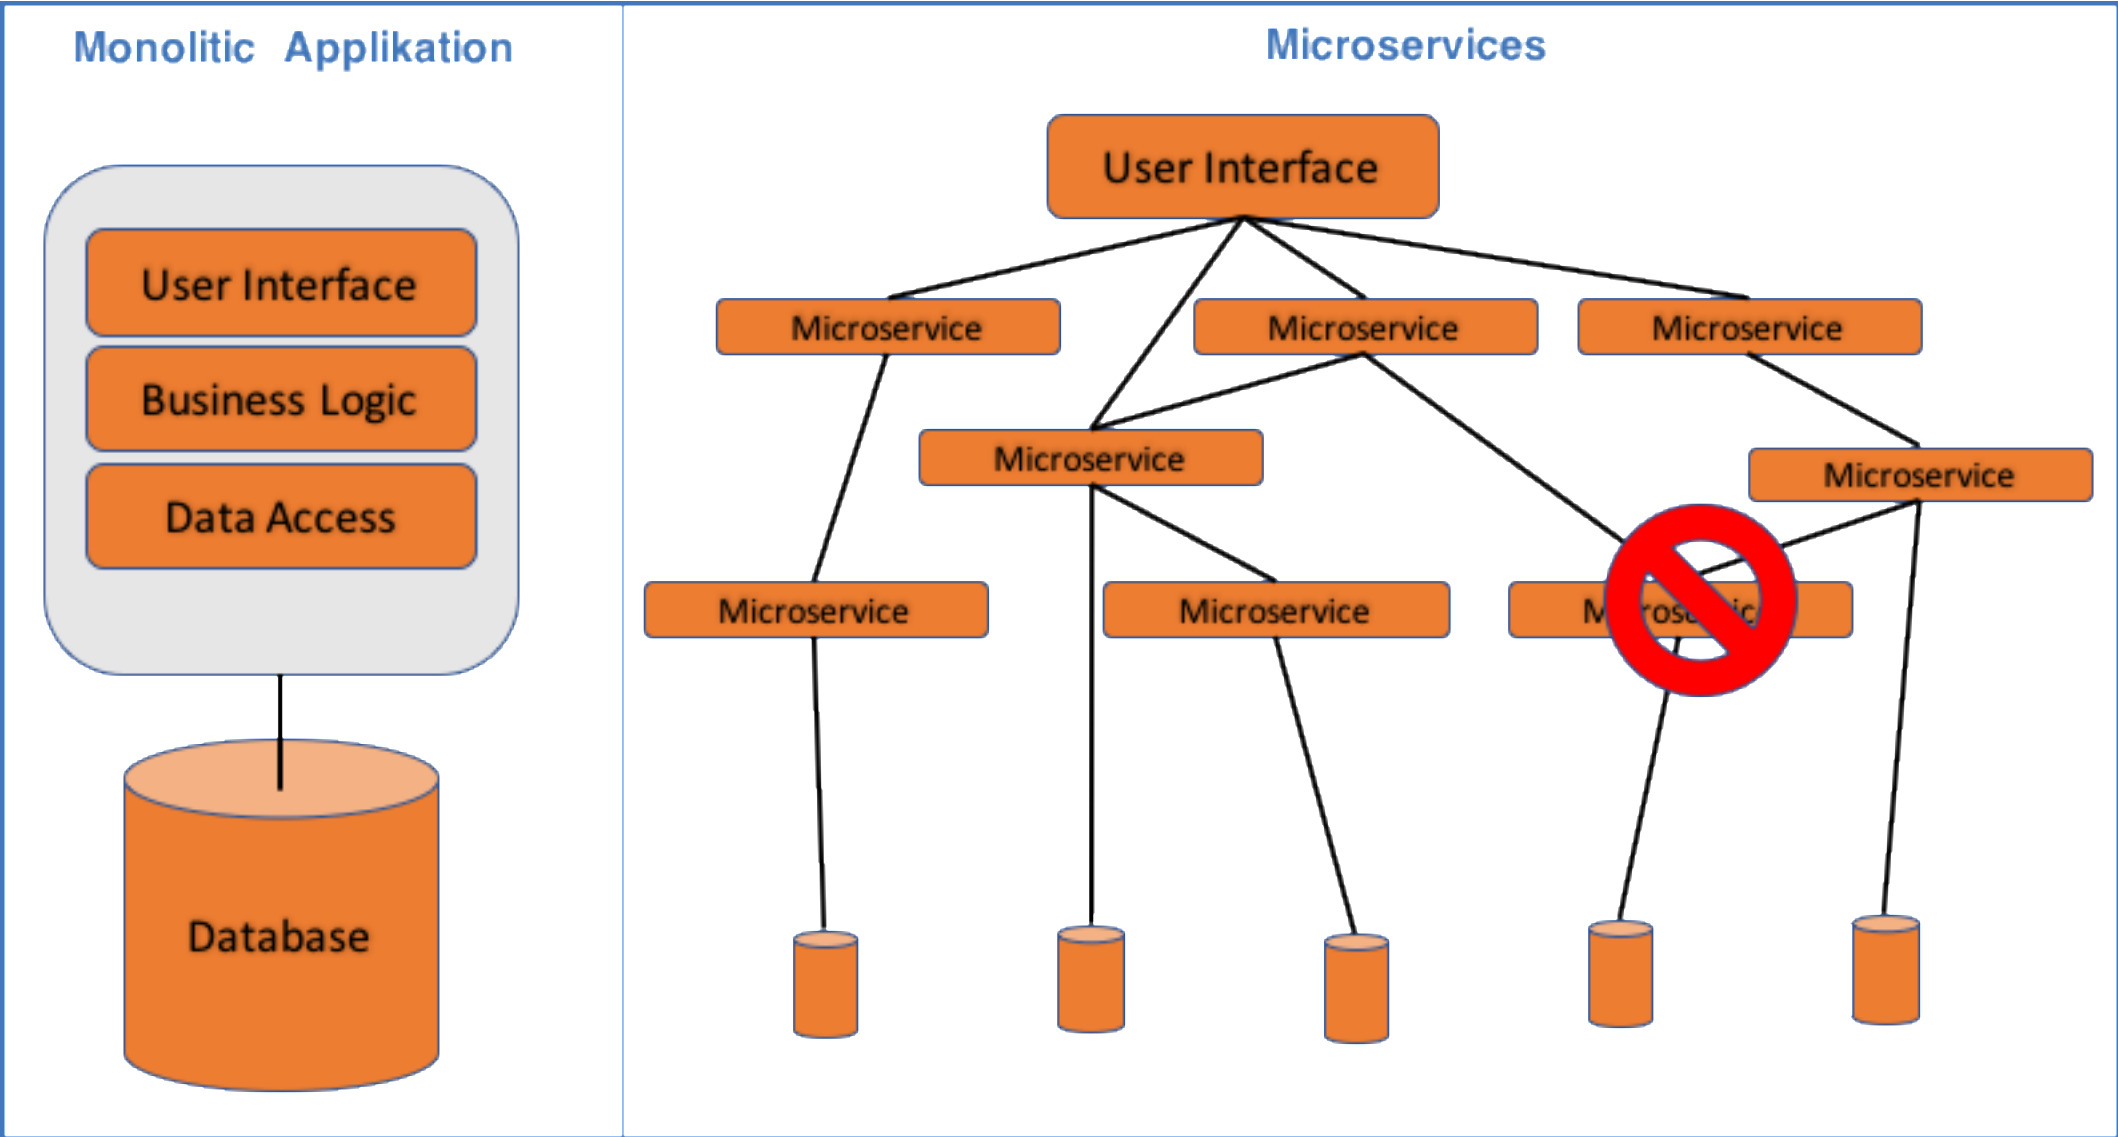 Monolitic Applikation
User Interface
Business Logic
Data Access
Database
Microservices
User Interface
Microservice
Microservice
Microservice
Microservice
Microservice
Microservice
Microservice